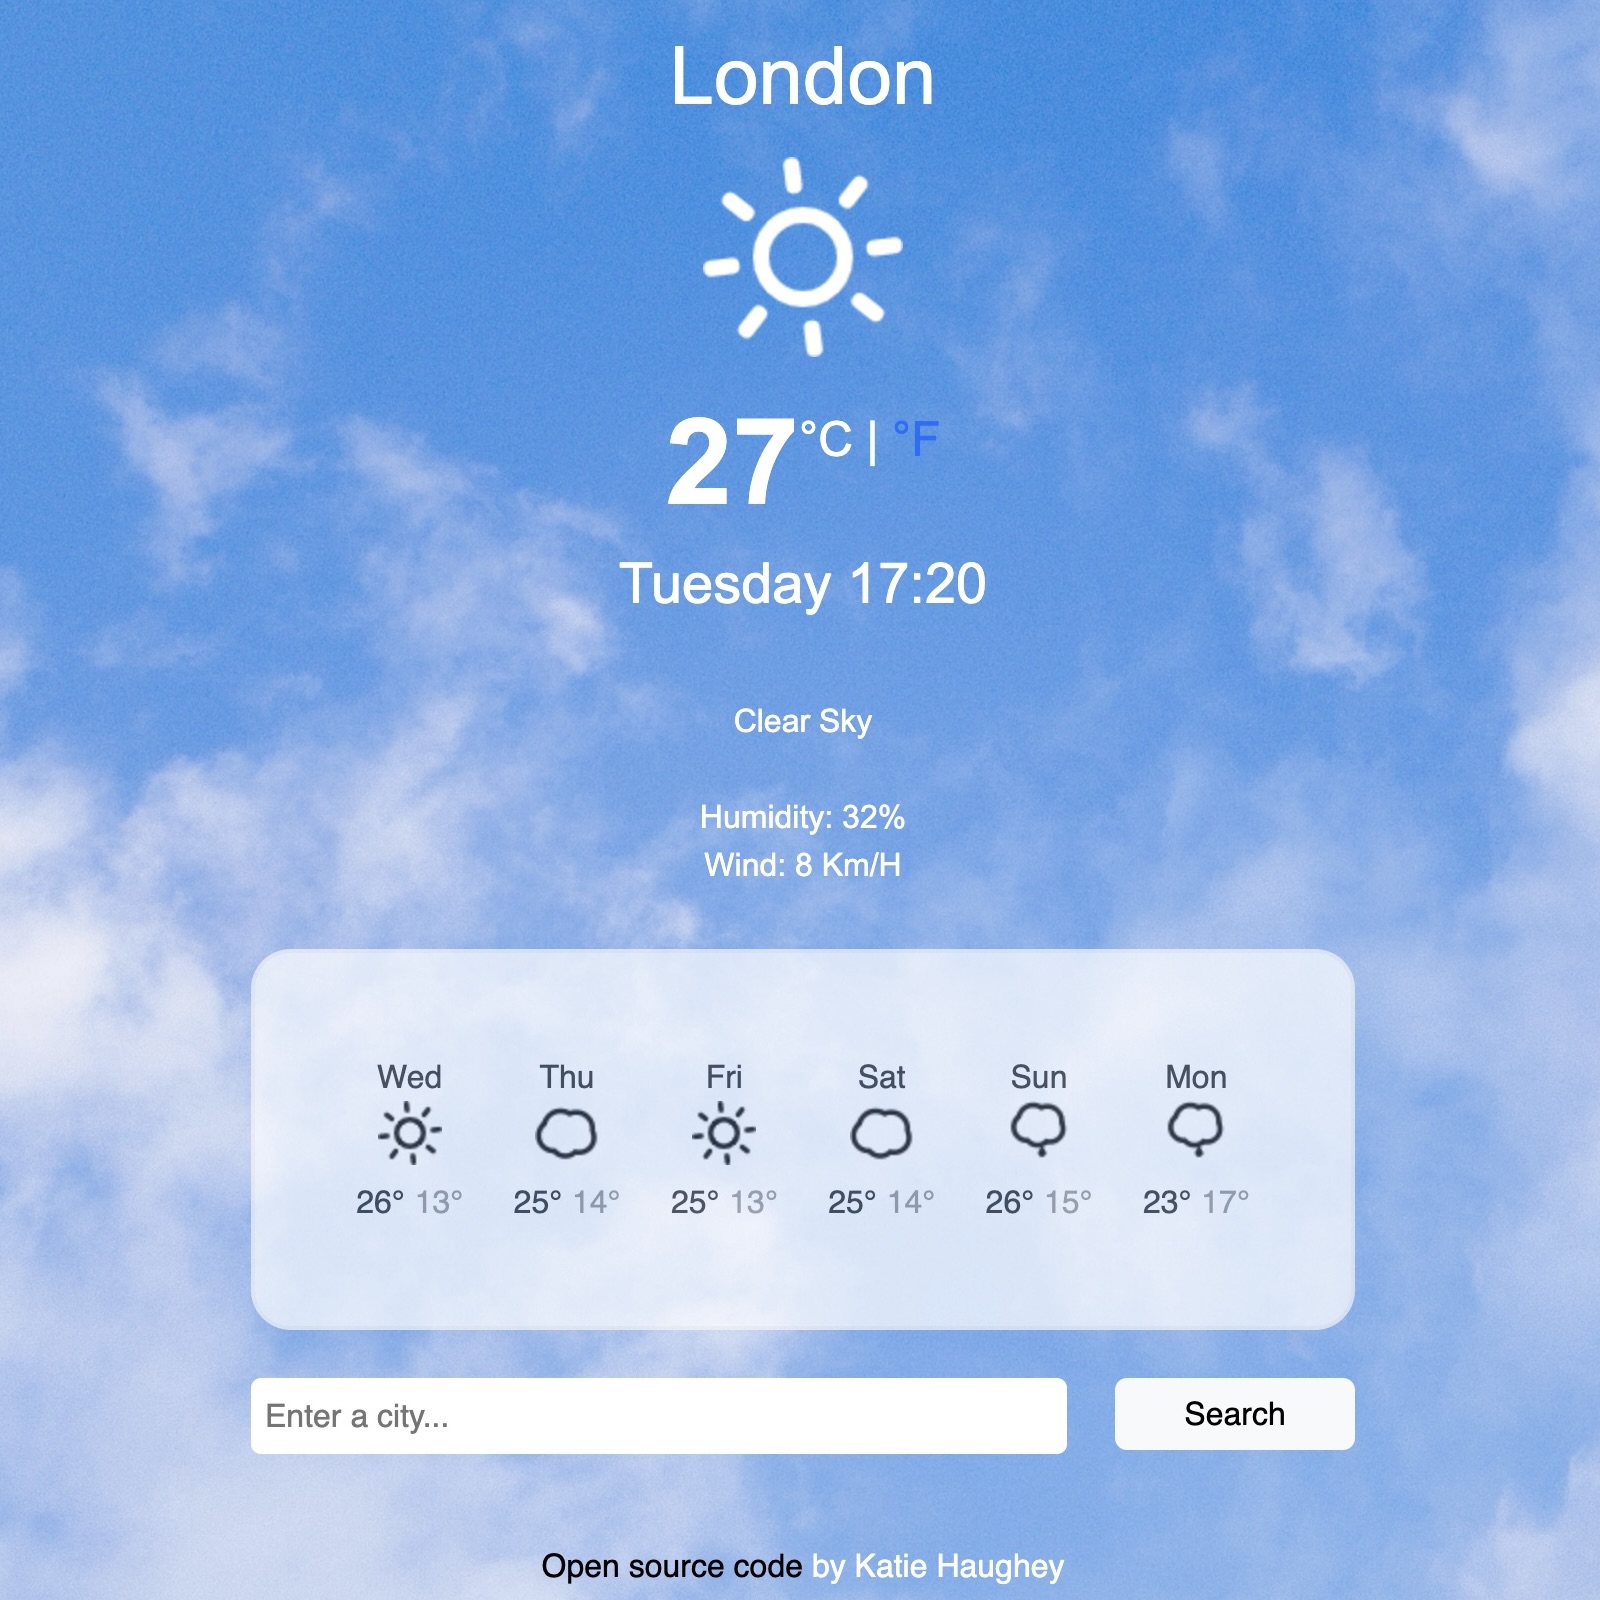 London
27°C | °F
Tuesday 17:20
Clear Sky
Humidity: 32%
Wind: 8 Km/H
Wed Thu Fri Sat Sun Mon
26° 13° 25° 14° 25° 13° 25° 14° 26° 15° 23° 17°
Enter a city... Search
Open source code by Katie Haughey